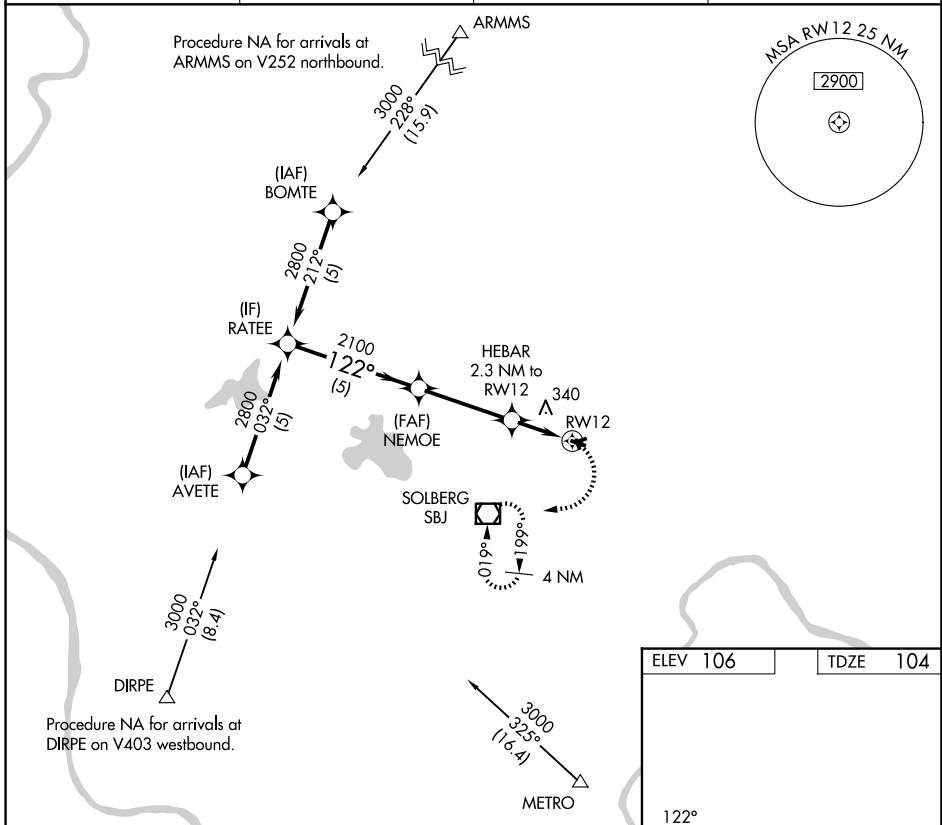 ARMMS
Procedure NA for arrivals at
ARMMS on V252 northbound.
MSA RW12 25 NM
2900
3000
228°
(15.9)
(IAF)
BOMTE
2800
212°
(5)
(IF)
RATEE
2100
122°
(5)
HEBAR
2.3 NM to
RW12
340
RW12
(FAF)
NEMOE
2800
032°
(5)
(IAF)
AVETE
SOLBERG
SBJ
019°
199°
4 NM
3000
032°
(8.4)
DIRPE
Procedure NA for arrivals at
DIRPE on V403 westbound.
3000
325°
(16.4)
METRO
ELEV 106
TDZE 104
122°